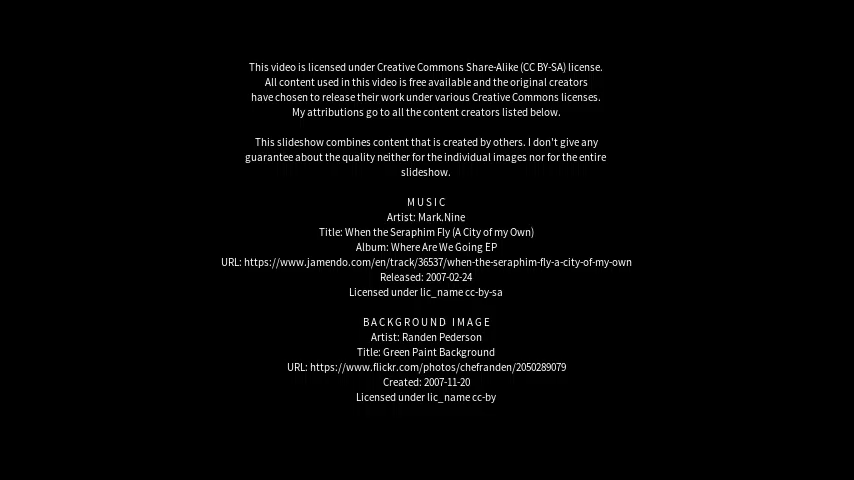 This video is licensed under Creative Commons Share-Alike (CC BY-SA) license.
All content used in this video is free available and the original creators
have chosen to release their work under various Creative Commons licenses.
My attributions go to all the content creators listed below.
This slideshow combines content that is created by others. I don't give any
guarantee about the quality neither for the individual images nor for the entire
slideshow.
MUSIC
Artist: Mark.Nine
Title: When the Seraphim Fly (A City of my Own)
Album: Where Are We Going EP
URL: https://www.jamendo.com/en/track/36537/when-the-seraphim-fly-a-city-of-my-own
Released: 2007-02-24
Licensed under lic_name cc-by-sa
BACKGROUND IMAGE
Artist: Randen Pederson
Title: Green Paint Background
URL: https://www.flickr.com/photos/chefranden/2050289079
Created: 2007-11-20
Licensed under lic_name cc-by